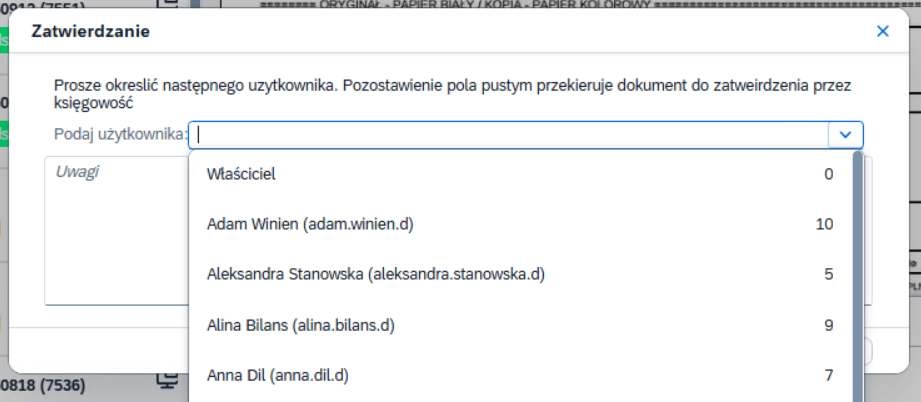 0912 (7551)
======== ORYGINAŁ - PAPIER BIAŁY / KOPIA - PAPIER KOLOROWY ========
Zatwierdzanie
Prosze okreslić następnego uzytkownika. Pozostawienie pola pustym przekieruje dokument do zatweirdzenia przez
księgowość
Podaj użytkownika:
Uwagi
Właściciel 0
Adam Winien (adam.winien.d) 10
Aleksandra Stanowska (aleksandra.stanowska.d) 5
Alina Bilans (alina.bilans.d) 9
Anna Dil (anna.dil.d) 7
0818 (7536)